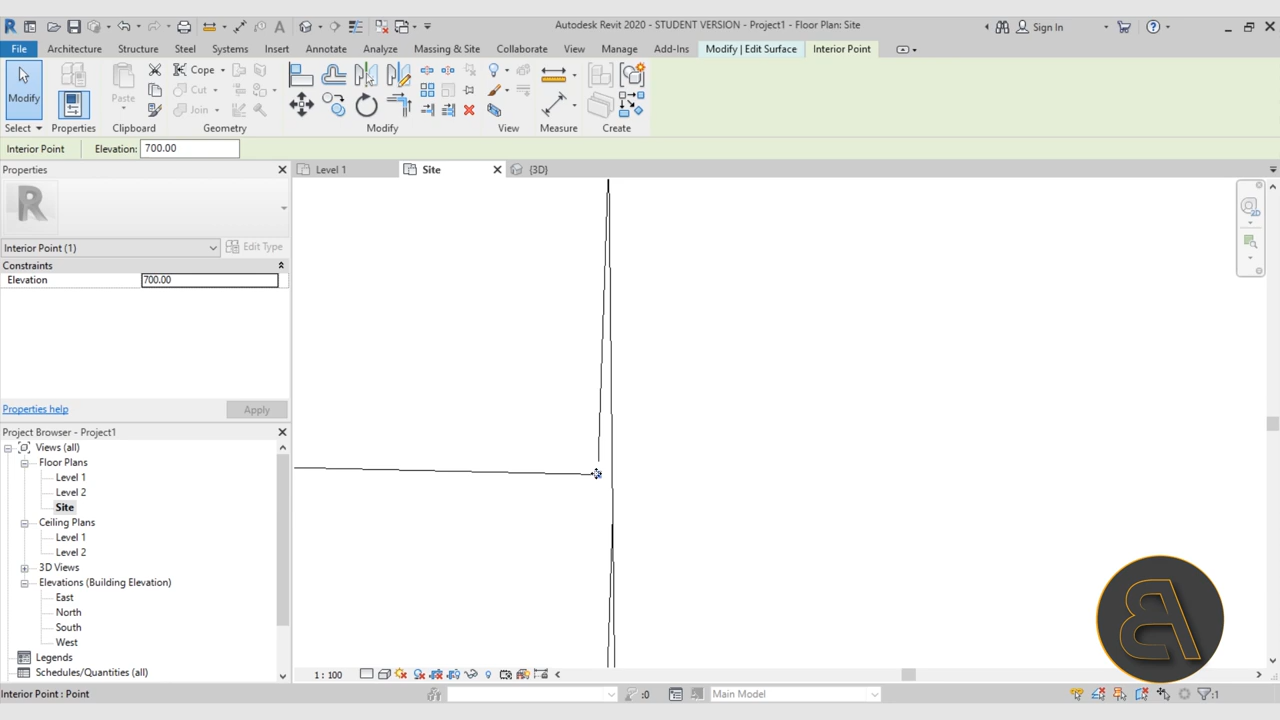 Autodesk Revit 2020 - STUDENT VERSION - Project1 - Floor Plan: Site
Sign In
File Architecture Structure Steel Systems Insert Annotate Analyze Massing & Site Collaborate View Manage Add-Ins Modify | Edit Surface Interior Point
Modify
Paste
Cope
Cut
Join
Select Properties Clipboard Geometry Modify View Measure Create
Interior Point Elevation: 700.00
Properties
Level 1 Site {3D}
2D
Interior Point (1) Edit Type
Constraints
Elevation 700.00
Properties help Apply
Project Browser - Project1
Views (all)
Floor Plans
Level 1
Level 2
Site
Ceiling Plans
Level 1
Level 2
3D Views
Elevations (Building Elevation)
East
North
South
West
Legends
Schedules/Quantities (all)
1 : 100
Interior Point : Point
:0
Main Model
:1